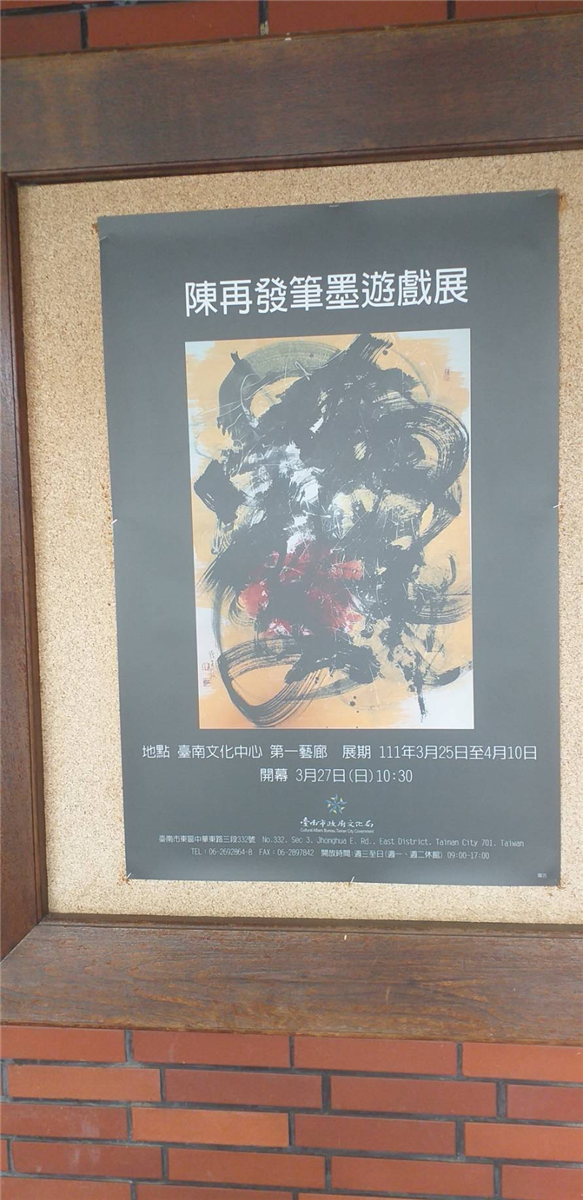 陳再發筆墨遊戲展
地點 臺南文化中心 第一藝廊 展期 111年3月25日至4月10日
開幕 3月27日(日)10:30
臺南市政府文化局
Cultural Affairs Bureau, Tainan City Government
臺南市東區中華東路三段332號 No.332, Sec 3, Jhonghua E. Rd., East District, Tainan City 701, Taiwan
TEL:06-2692864-8 FAX:06-2897842 開放時間:週三至日(週一、週二休館) 09:00-17:00